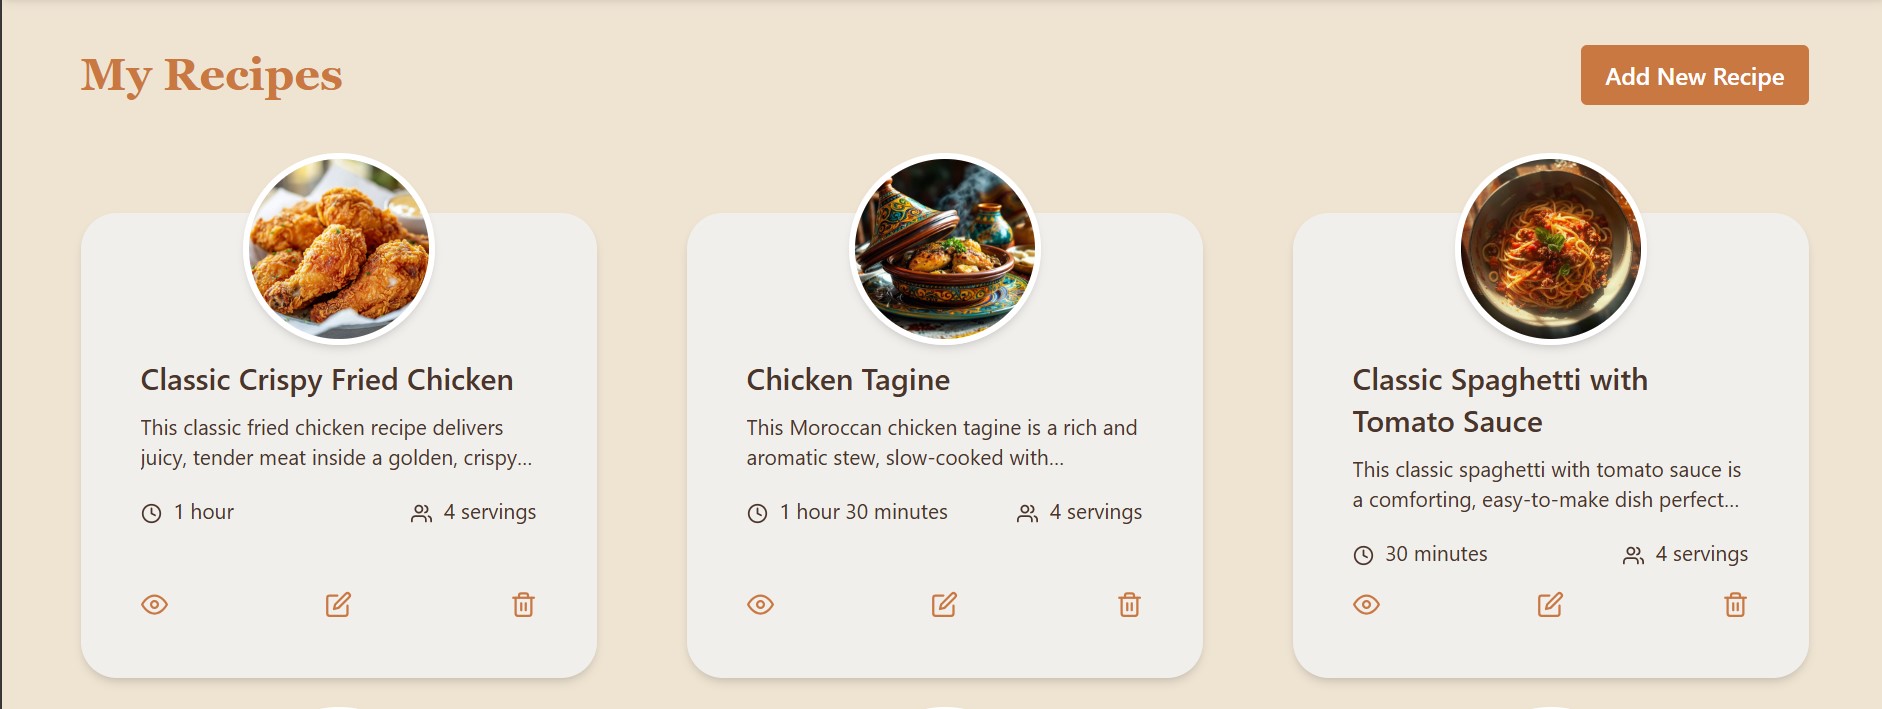 My Recipes
Add New Recipe
Classic Crispy Fried Chicken
This classic fried chicken recipe delivers
juicy, tender meat inside a golden, crispy...
1 hour
4 servings
Chicken Tagine
This Moroccan chicken tagine is a rich and
aromatic stew, slow-cooked with...
1 hour 30 minutes
4 servings
Classic Spaghetti with
Tomato Sauce
This classic spaghetti with tomato sauce is
a comforting, easy-to-make dish perfect...
30 minutes
4 servings